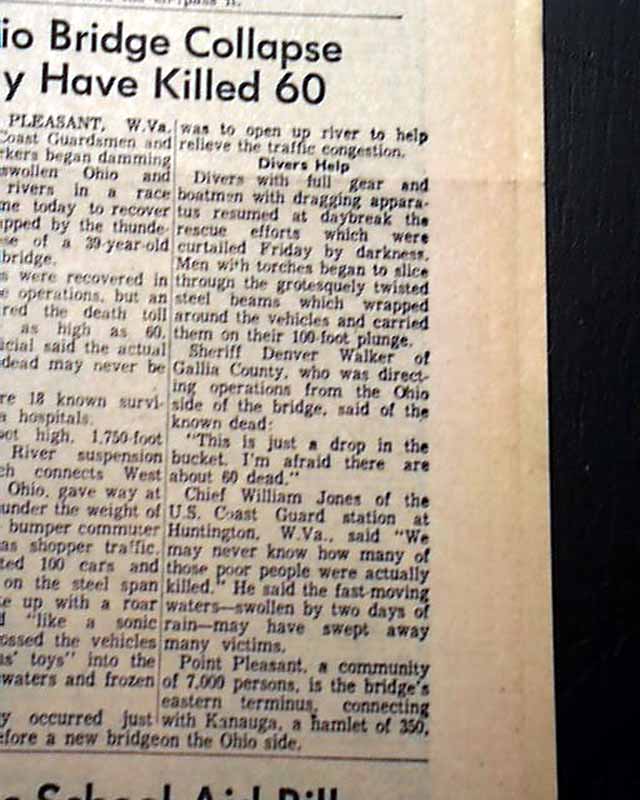 io Bridge Collapse
y Have Killed 60
PLEASANT, W.Va.
Coast Guardsmen and
rkers began damming
swollen Ohio and
rivers in a race
me today to recover
pped by the thunde-
se of a 39-year-old
bridge.
s were recovered in
e operations, but an
red the death toll
as high as 60.
icial said the actual
dead may never be
re 18 known survi-
a hospitals.
oot high, 1,750-foot
River suspension
ch connects West
Ohio, gave way at
under the weight of
bumper commuter
as shopper traffic.
ted 100 cars and
on the steel span
e up with a roar
d "like a sonic
ossed the vehicles
s' toys" into the
waters and frozen
y occurred just
efore a new bridge
was to open up river to help
relieve the traffic congestion.
Divers Help
Divers with full gear and
boatmen with dragging appara-
tus resumed at daybreak the
rescue efforts which were
curtailed Friday by darkness.
Men with torches began to slice
through the grotesquely twisted
steel beams which wrapped
around the vehicles and carried
them on their 100-foot plunge.
Sheriff Denver Walker of
Gallia County, who was direct-
ing operations from the Ohio
side of the bridge, said of the
known dead:
"This is just a drop in the
bucket. I'm afraid there are
about 60 dead."
Chief William Jones of the
U.S. Coast Guard station at
Huntington, W.Va., said "We
may never know how many of
those poor people were actually
killed." He said the fast-moving
waters—swollen by two days of
rain—may have swept away
many victims.
Point Pleasant, a community
of 7,000 persons, is the bridge's
eastern terminus, connecting
with Kanauga, a hamlet of 350,
on the Ohio side.